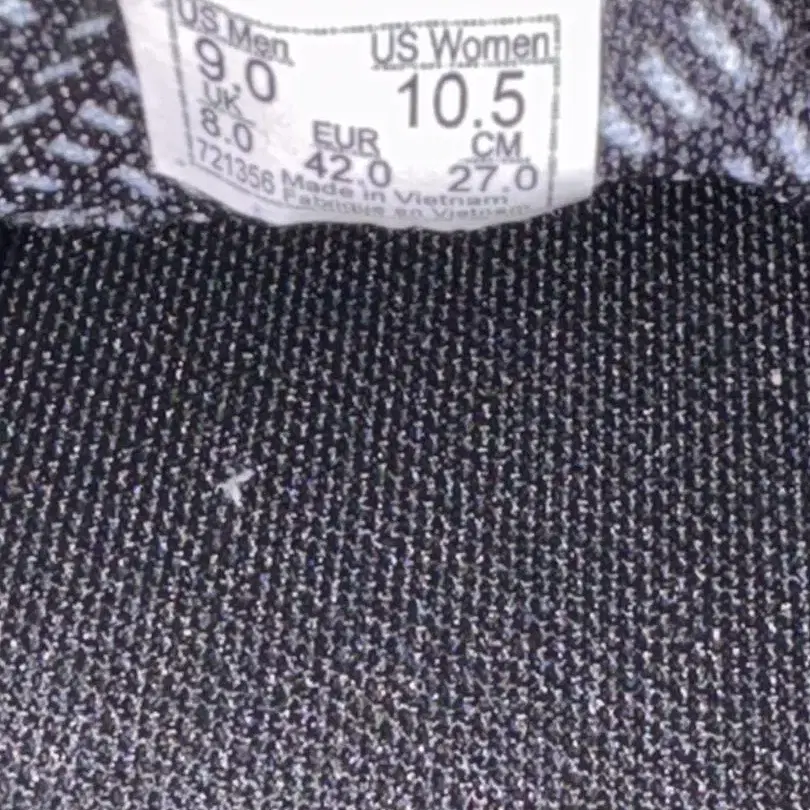 US Men US Women
9.0 10.5
UK EUR CM
8.0 42.0 27.0
721356 Made in Vietnam
Fabriqué en Vietnam